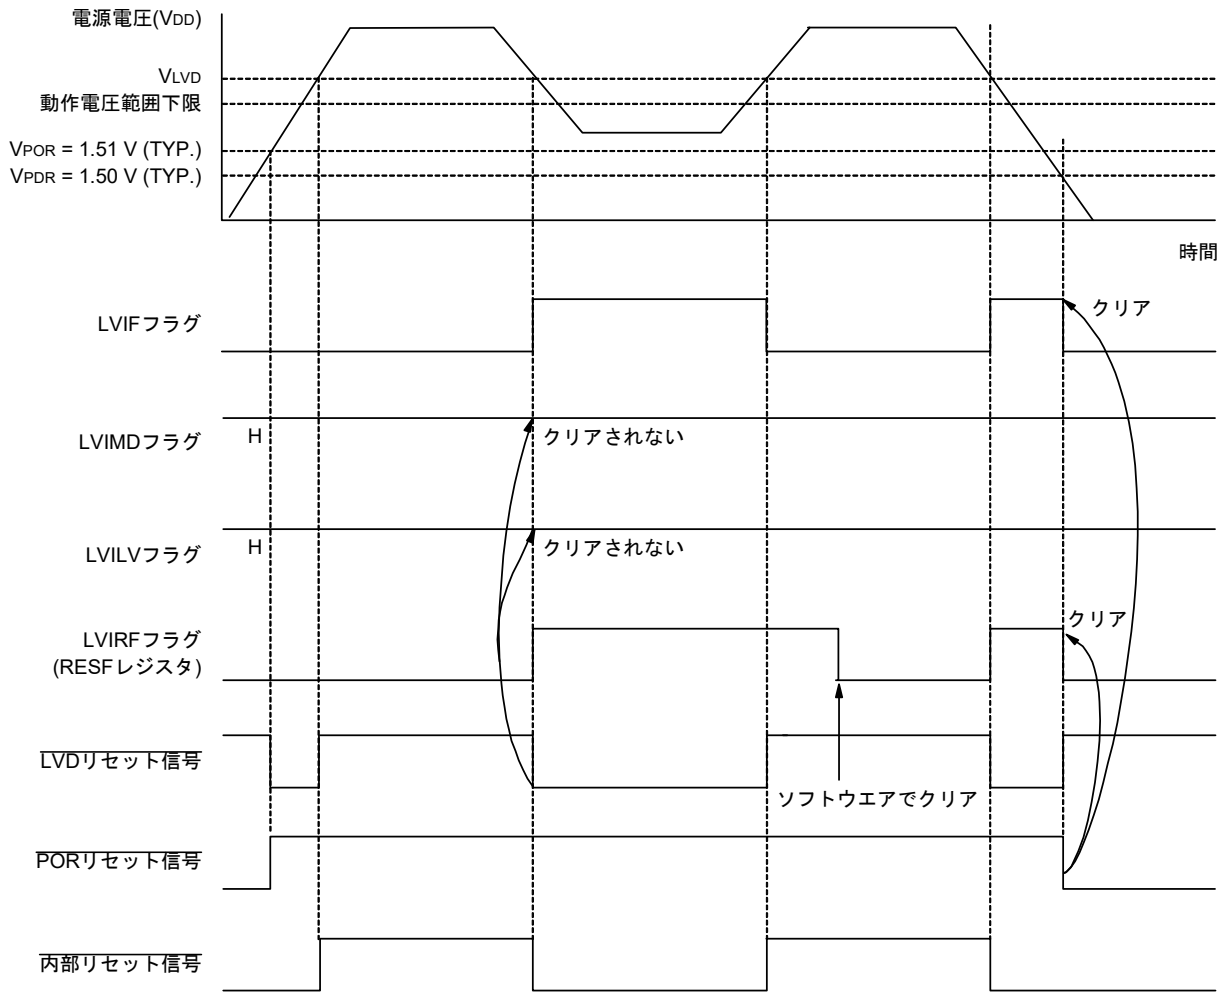 電源電圧(VDD)
VLVD
動作電圧範囲下限
VPOR = 1.51 V (TYP.)
VPDR = 1.50 V (TYP.)
時間
LVIFフラグ
クリア
LVIMDフラグ
H
クリアされない
LVILVフラグ
H
クリアされない
LVIRFフラグ
(RESFレジスタ)
クリア
LVDリセット信号
ソフトウエアでクリア
PORリセット信号
内部リセット信号